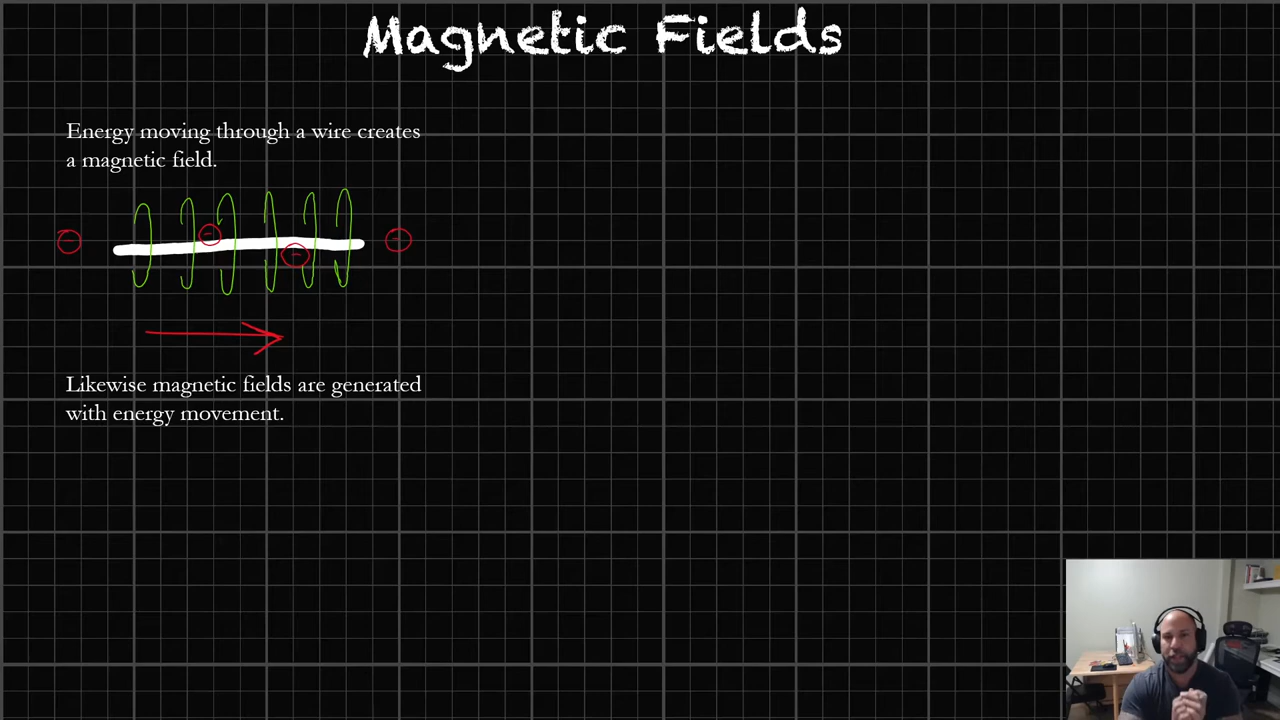 Magnetic Fields
Energy moving through a wire creates
a magnetic field.
Likewise magnetic fields are generated
with energy movement.